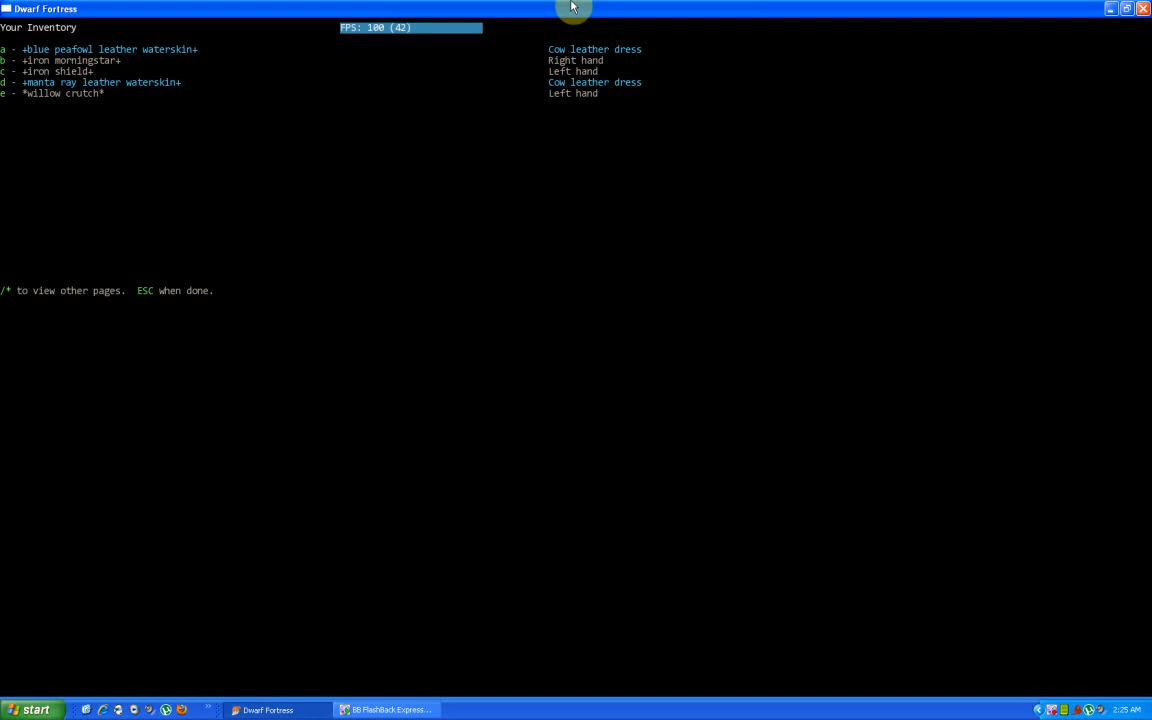 Dwarf Fortress
Your Inventory
FPS: 100 (42)
a - +blue peafowl leather waterskin+ Cow leather dress
b - +iron morningstar+ Right hand
c - +iron shield+ Left hand
d - +manta ray leather waterskin+ Cow leather dress
e - *willow crutch* Left hand
/* to view other pages. ESC when done.
start
Dwarf Fortress
BB FlashBack Express...
2:25 AM